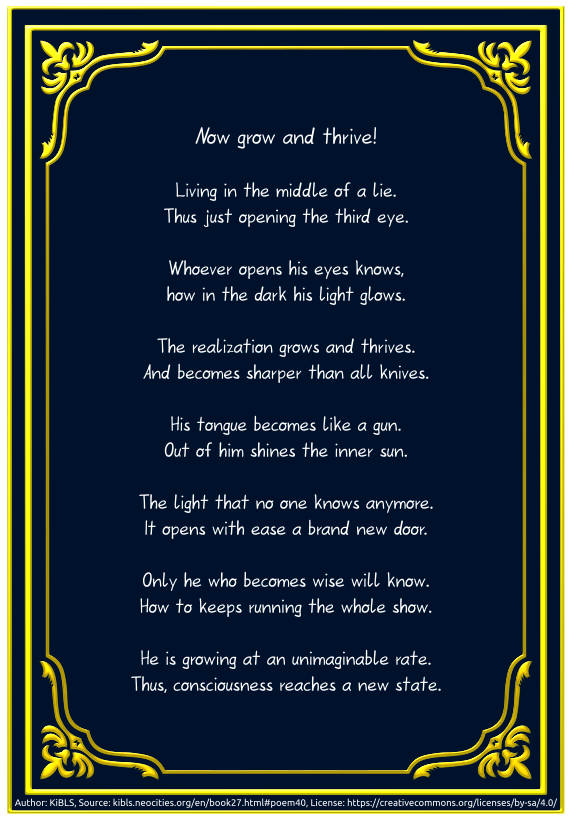 Now grow and thrive!
Living in the middle of a lie.
Thus just opening the third eye.
Whoever opens his eyes knows,
how in the dark his light glows.
The realization grows and thrives.
And becomes sharper than all knives.
His tongue becomes like a gun.
Out of him shines the inner sun.
The light that no one knows anymore.
It opens with ease a brand new door.
Only he who becomes wise will know.
How to keeps running the whole show.
He is growing at an unimaginable rate.
Thus, consciousness reaches a new state.
Author: KiBLS, Source: kibls.neocities.org/en/book27.html#poem40, License: https://creativecommons.org/licenses/by-sa/4.0/